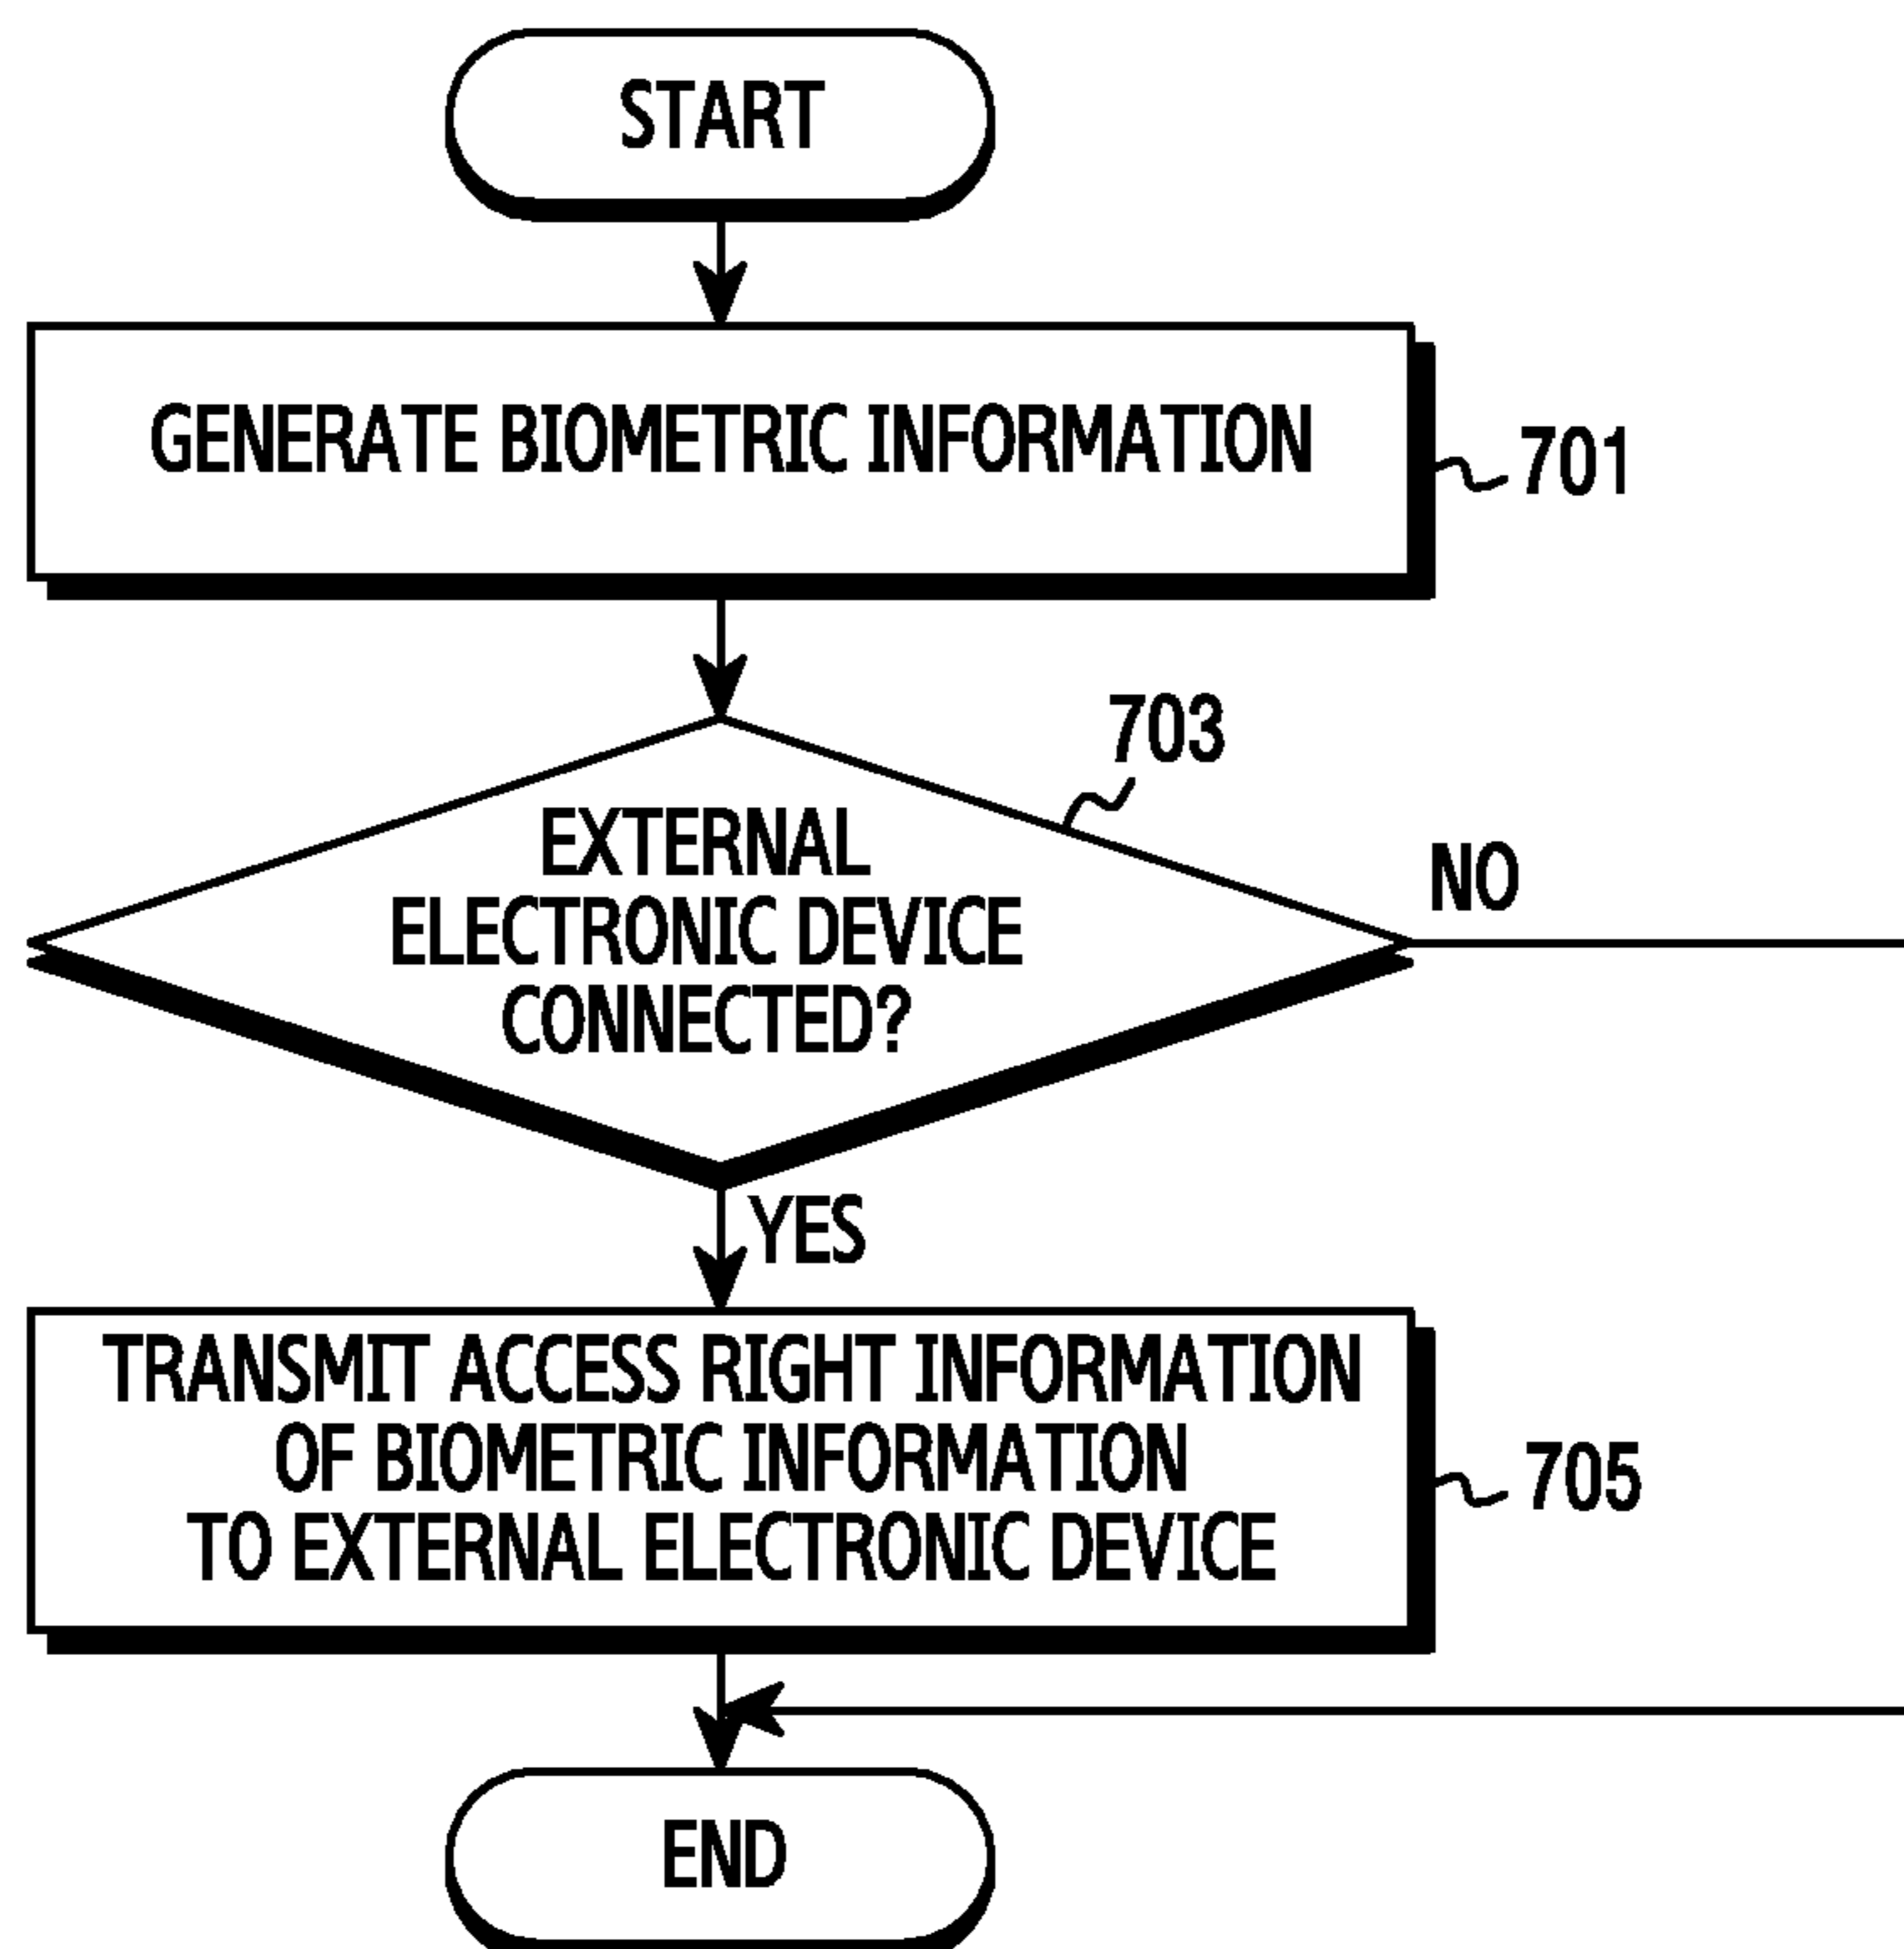 START
GENERATE BIOMETRIC INFORMATION
701
703
EXTERNAL
ELECTRONIC DEVICE
CONNECTED?
NO
YES
TRANSMIT ACCESS RIGHT INFORMATION
OF BIOMETRIC INFORMATION
TO EXTERNAL ELECTRONIC DEVICE
705
END